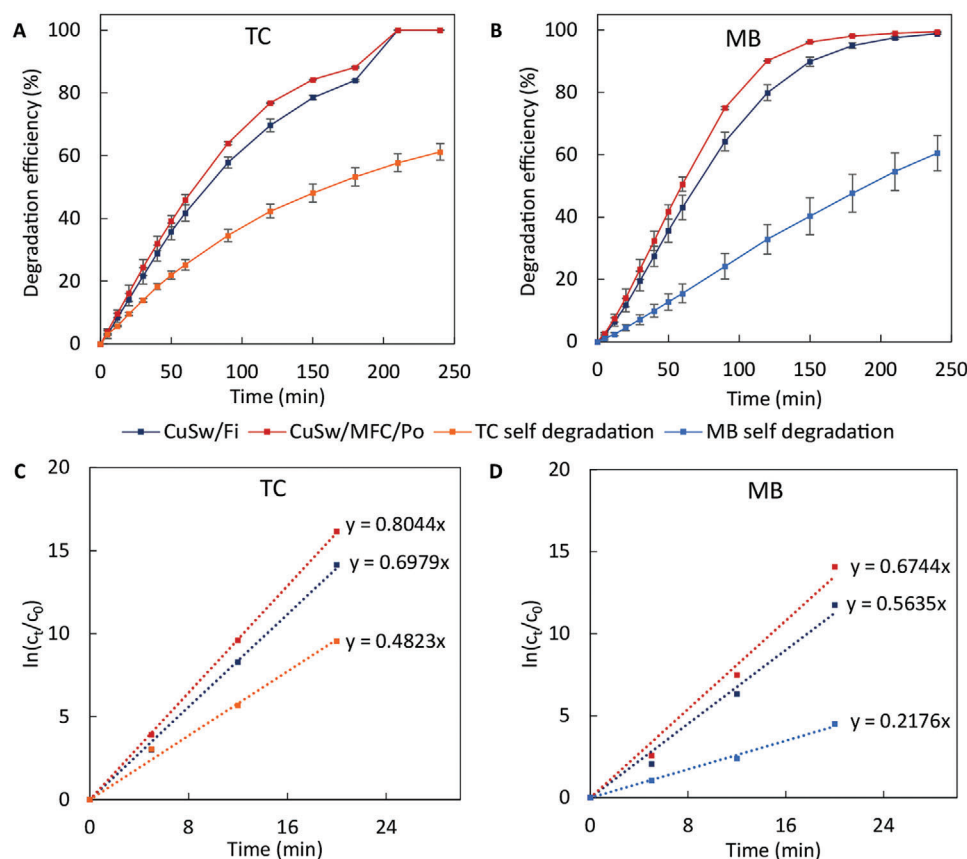 A
TC
Degradation efficiency (%)
100
80
60
40
20
0
0 50 100 150 200 250
Time (min)
B
MB
Degradation efficiency (%)
100
80
60
40
20
0
0 50 100 150 200 250
Time (min)
CuSw/Fi CuSw/MFC/Po TC self degradation MB self degradation
C
TC
ln(ct/c0)
20
15
10
5
0
y = 0.8044x
y = 0.6979x
y = 0.4823x
0 8 16 24
Time (min)
D
MB
ln(ct/c0)
20
15
10
5
0
y = 0.6744x
y = 0.5635x
y = 0.2176x
0 8 16 24
Time (min)